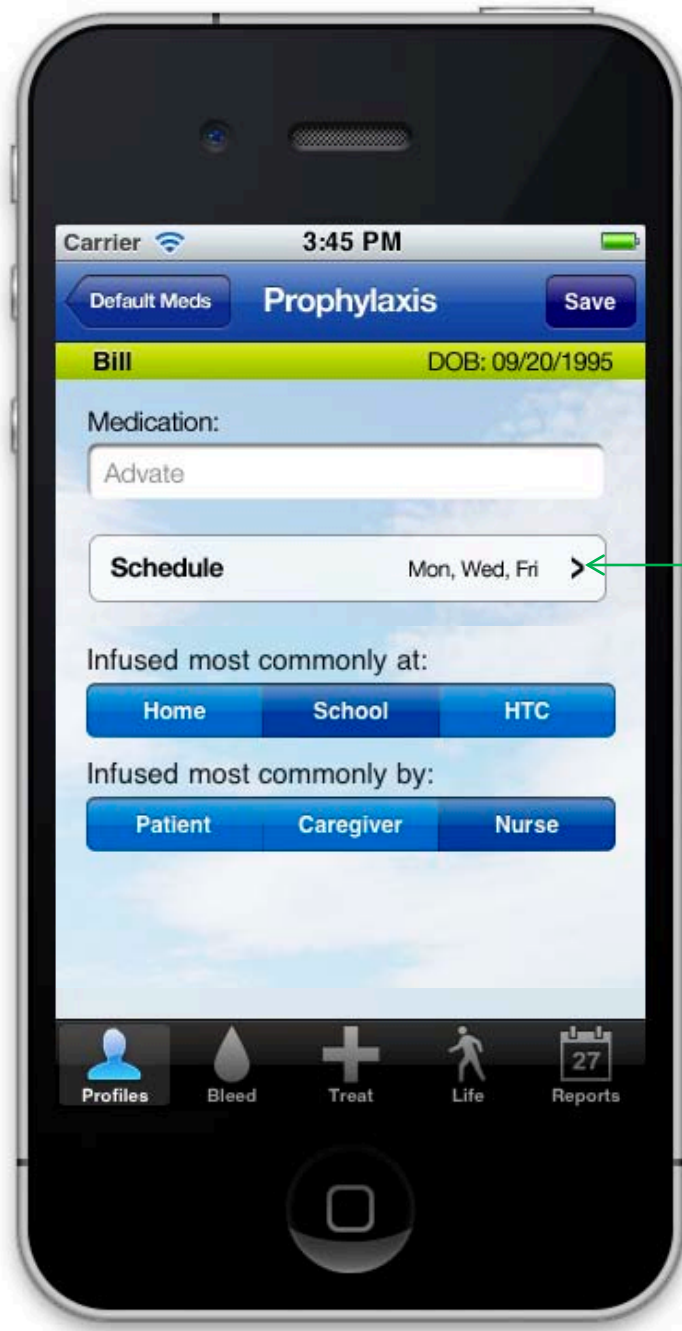 Carrier 3:45 PM
Default Meds Prophylaxis Save
Bill DOB: 09/20/1995
Medication:
Advate
Schedule Mon, Wed, Fri >
Infused most commonly at:
Home School HTC
Infused most commonly by:
Patient Caregiver Nurse
27
Profiles Bleed Treat Life Reports